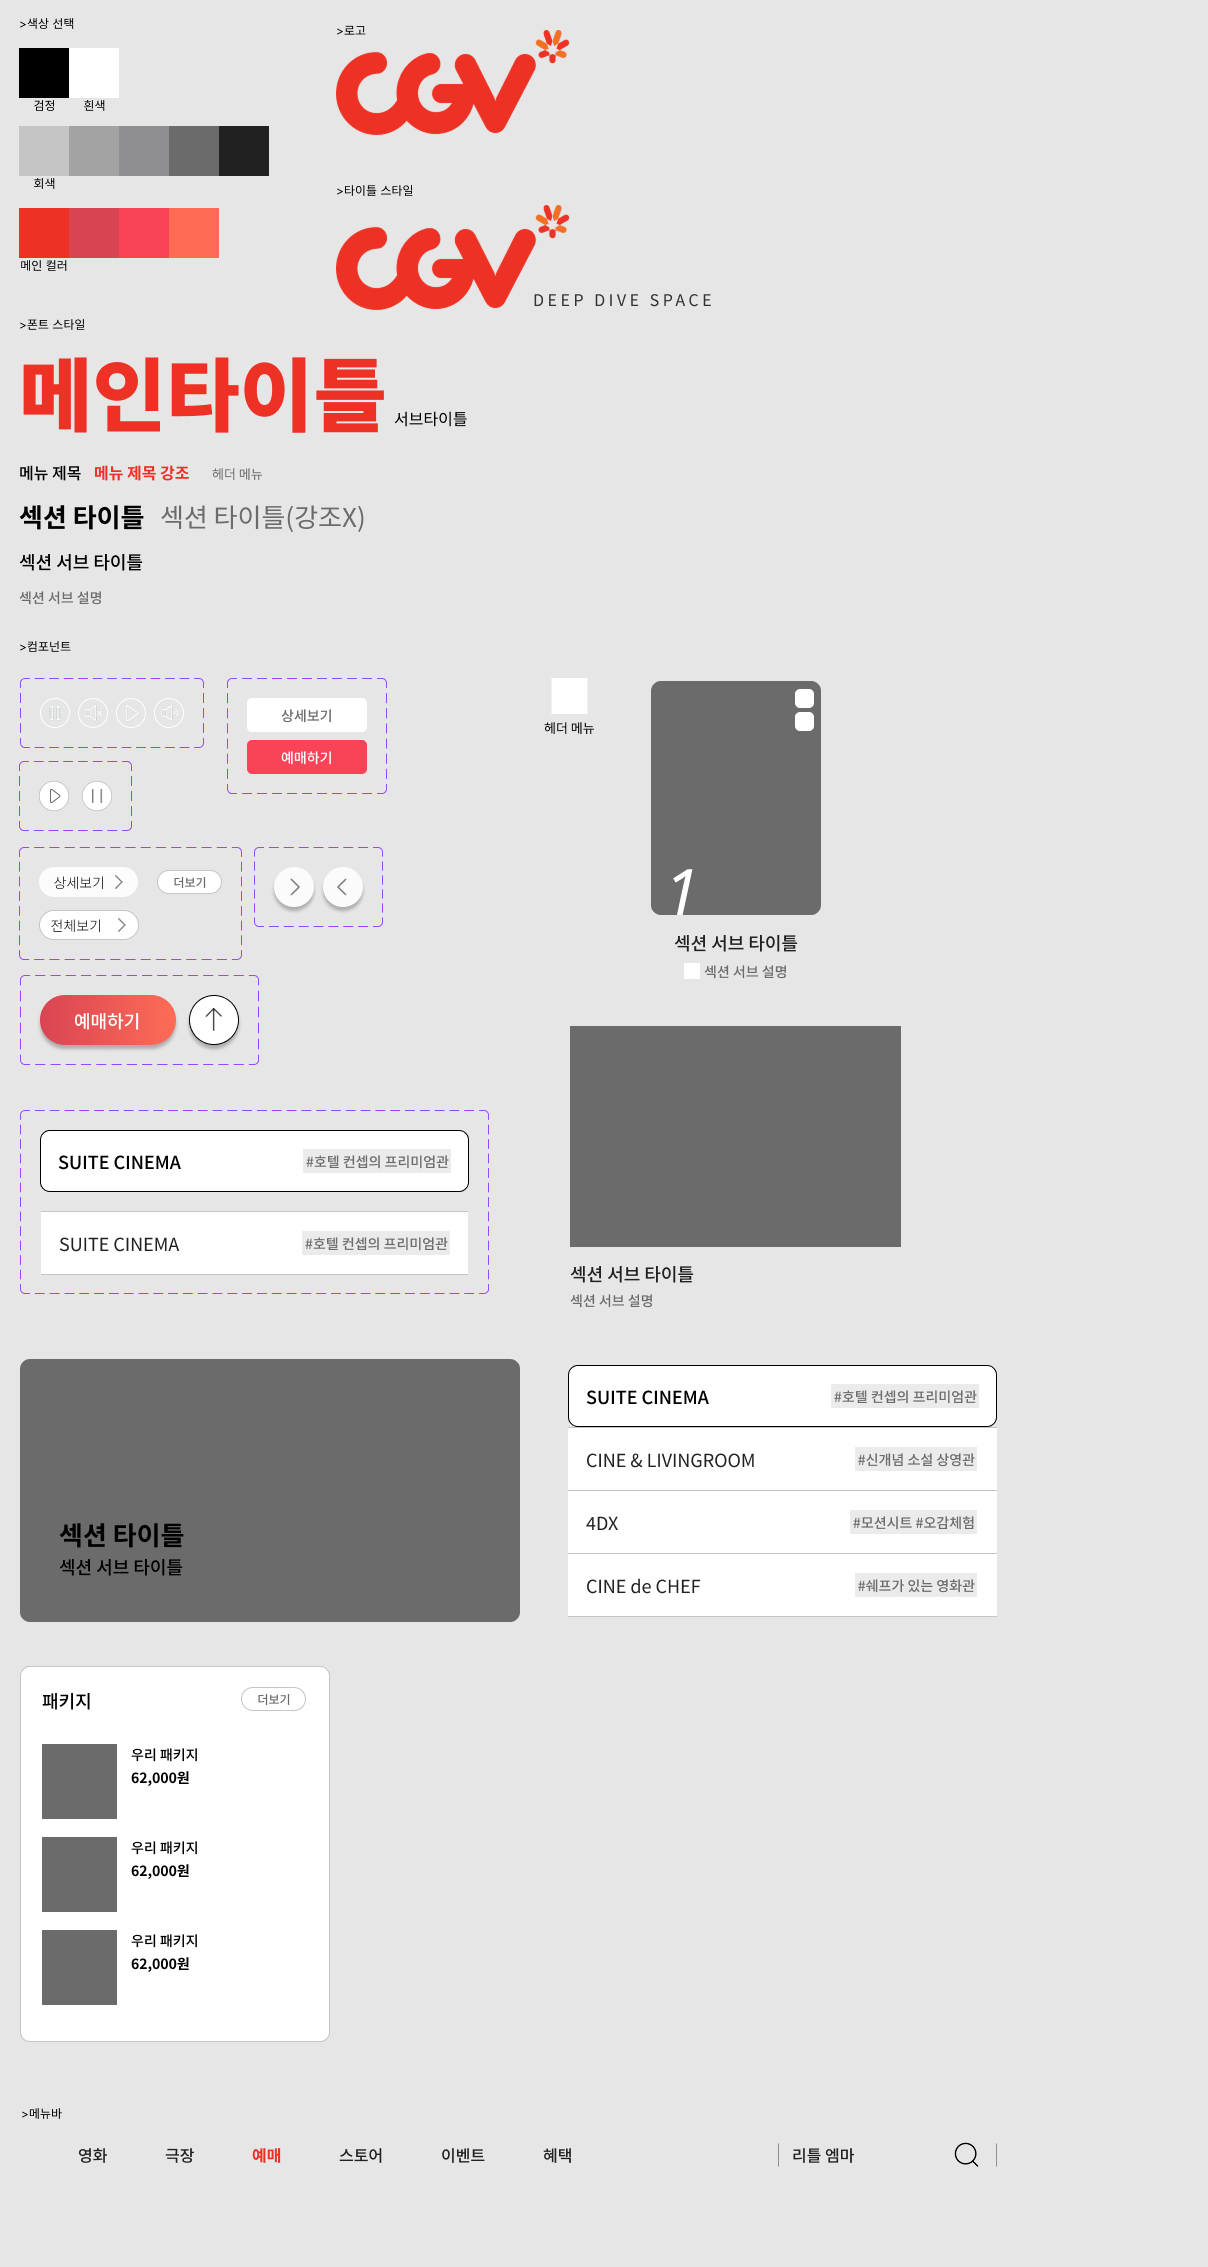 >색상 선택
검정 흰색
회색
메인 컬러
>로고
CGV
>타이틀 스타일
CGV DEEP DIVE SPACE
>폰트 스타일
메인타이틀 서브타이틀
메뉴 제목 메뉴 제목 강조 헤더 메뉴
섹션 타이틀 섹션 타이틀(강조X)
섹션 서브 타이틀
섹션 서브 설명
>컴포넌트
상세보기
예매하기
상세보기 더보기
전체보기
예매하기
헤더 메뉴
1
섹션 서브 타이틀
섹션 서브 설명
SUITE CINEMA #호텔 컨셉의 프리미엄관
SUITE CINEMA #호텔 컨셉의 프리미엄관
섹션 서브 타이틀
섹션 서브 설명
섹션 타이틀
섹션 서브 타이틀
SUITE CINEMA #호텔 컨셉의 프리미엄관
CINE & LIVINGROOM #신개념 소셜 상영관
4DX #모션시트 #오감체험
CINE de CHEF #쉐프가 있는 영화관
패키지 더보기
우리 패키지
62,000원
우리 패키지
62,000원
우리 패키지
62,000원
>메뉴바
영화 극장 예매 스토어 이벤트 혜택 리틀 엠마